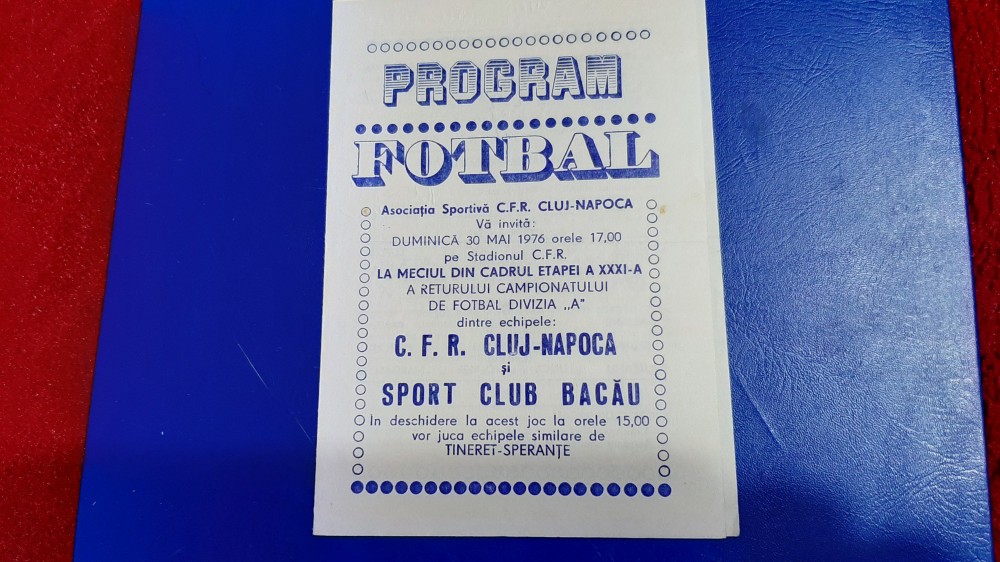 PROGRAM
FOTBAL
Asociația Sportivă C.F.R. CLUJ-NAPOCA
Vă invită:
DUMINICĂ 30 MAI 1976 orele 17,00
pe Stadionul C.F.R.
LA MECIUL DIN CADRUL ETAPEI A XXXI-A
A RETURULUI CAMPIONATULUI
DE FOTBAL DIVIZIA „A”
dintre echipele:
C. F. R. CLUJ-NAPOCA
și
SPORT CLUB BACĂU
În deschidere la acest joc la orele 15,00
vor juca echipele similare de
TINERET-SPERANȚE